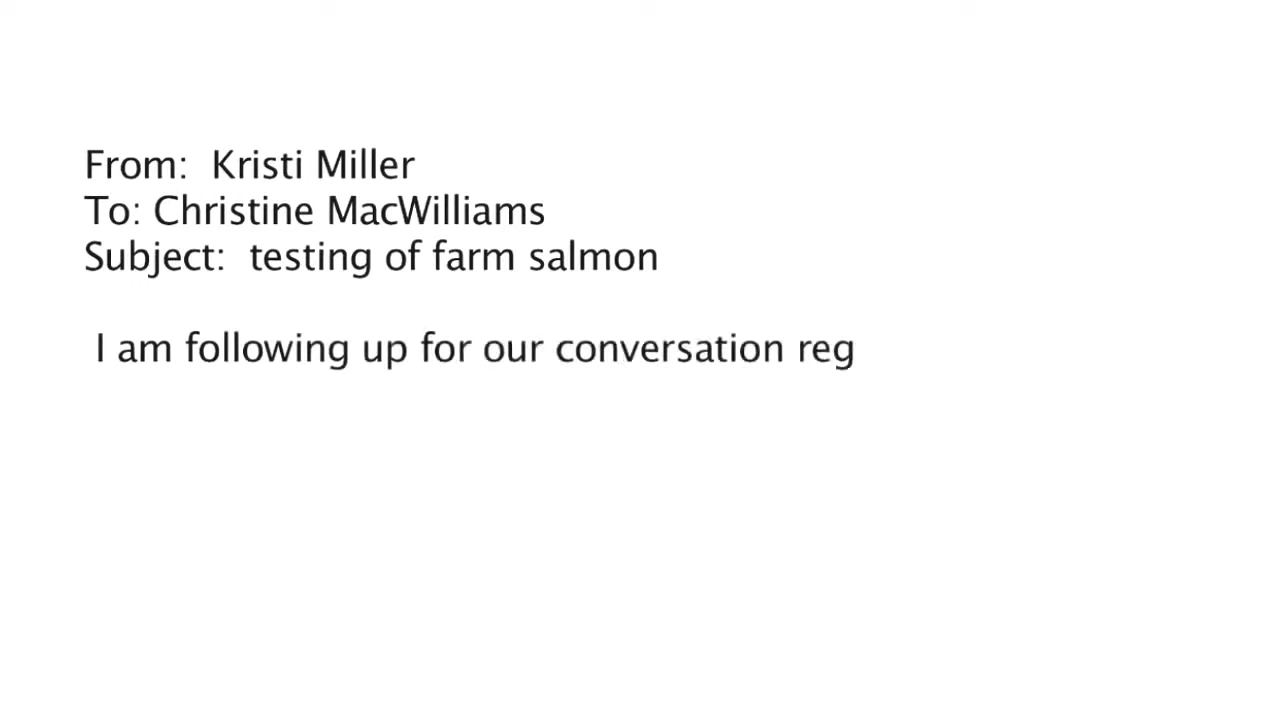 From:  Kristi Miller
To: Christine MacWilliams
Subject:  testing of farm salmon
I am following up for our conversation reg